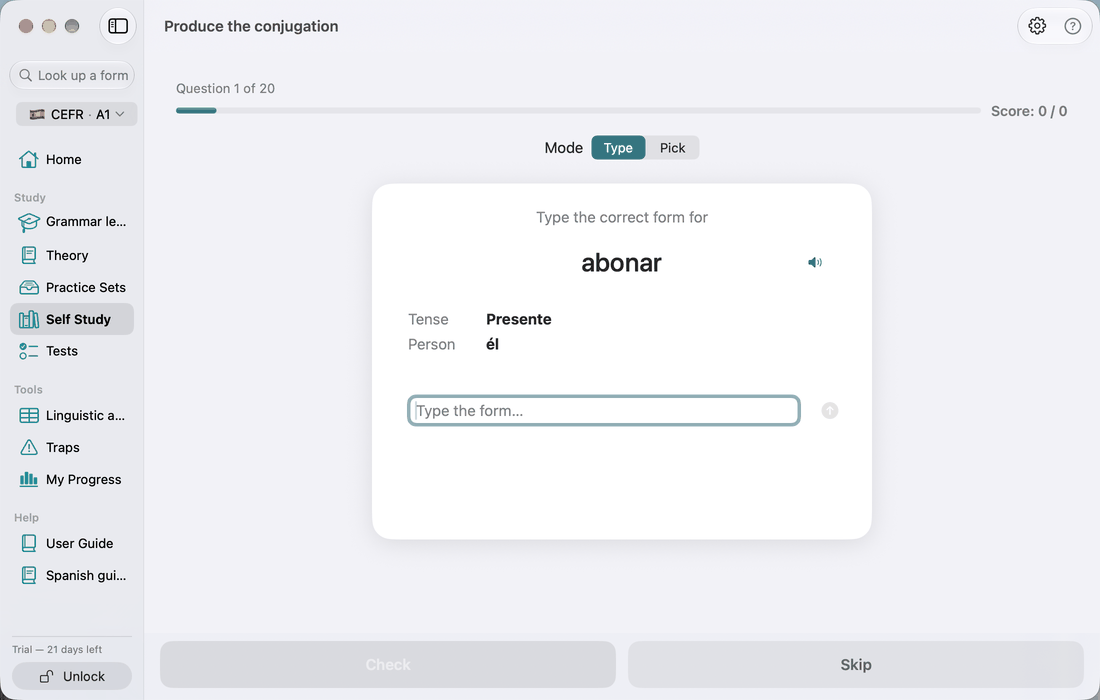 Produce the conjugation
Look up a form
CEFR · A1
Home
Study
Grammar le...
Theory
Practice Sets
Self Study
Tests
Tools
Linguistic a...
Traps
My Progress
Help
User Guide
Spanish gui...
Trial — 21 days left
Unlock
Question 1 of 20
Score: 0 / 0
Mode Type Pick
Type the correct form for
abonar
Tense Presente
Person él
Type the form...
Check
Skip